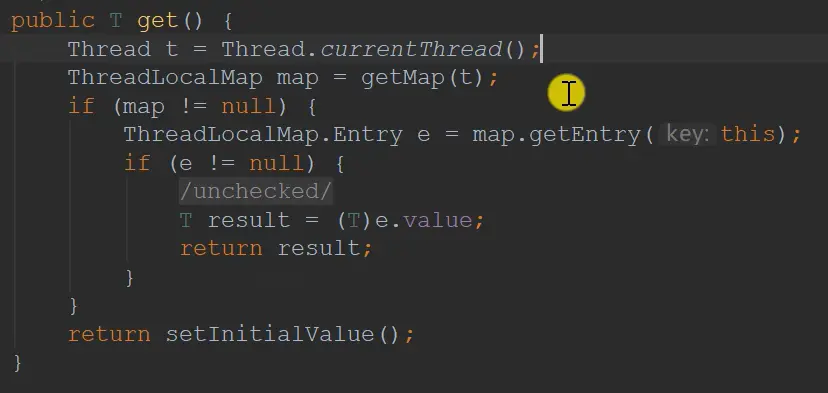 public T get() {
Thread t = Thread.currentThread();
ThreadLocalMap map = getMap(t);
if (map != null) {
ThreadLocalMap.Entry e = map.getEntry( key: this);
if (e != null) {
/unchecked/
T result = (T)e.value;
return result;
}
}
return setInitialValue();
}